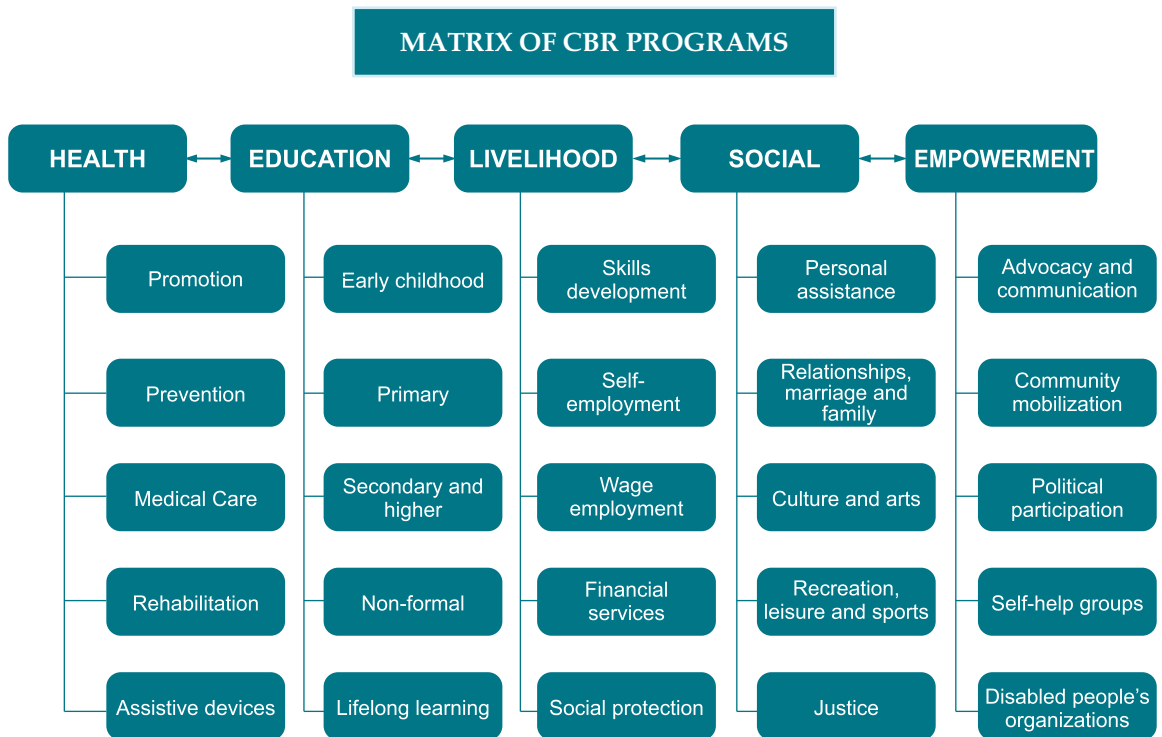 MATRIX OF CBR PROGRAMS
HEALTH
EDUCATION
LIVELIHOOD
SOCIAL
EMPOWERMENT
Promotion
Early childhood
Skills
development
Personal
assistance
Advocacy and
communication
Prevention
Primary
Self-
employment
Relationships,
marriage and
family
Community
mobilization
Medical Care
Secondary and
higher
Wage
employment
Culture and arts
Political
participation
Rehabilitation
Non-formal
Financial
services
Recreation,
leisure and sports
Self-help groups
Assistive devices
Lifelong learning
Social protection
Justice
Disabled people’s
organizations